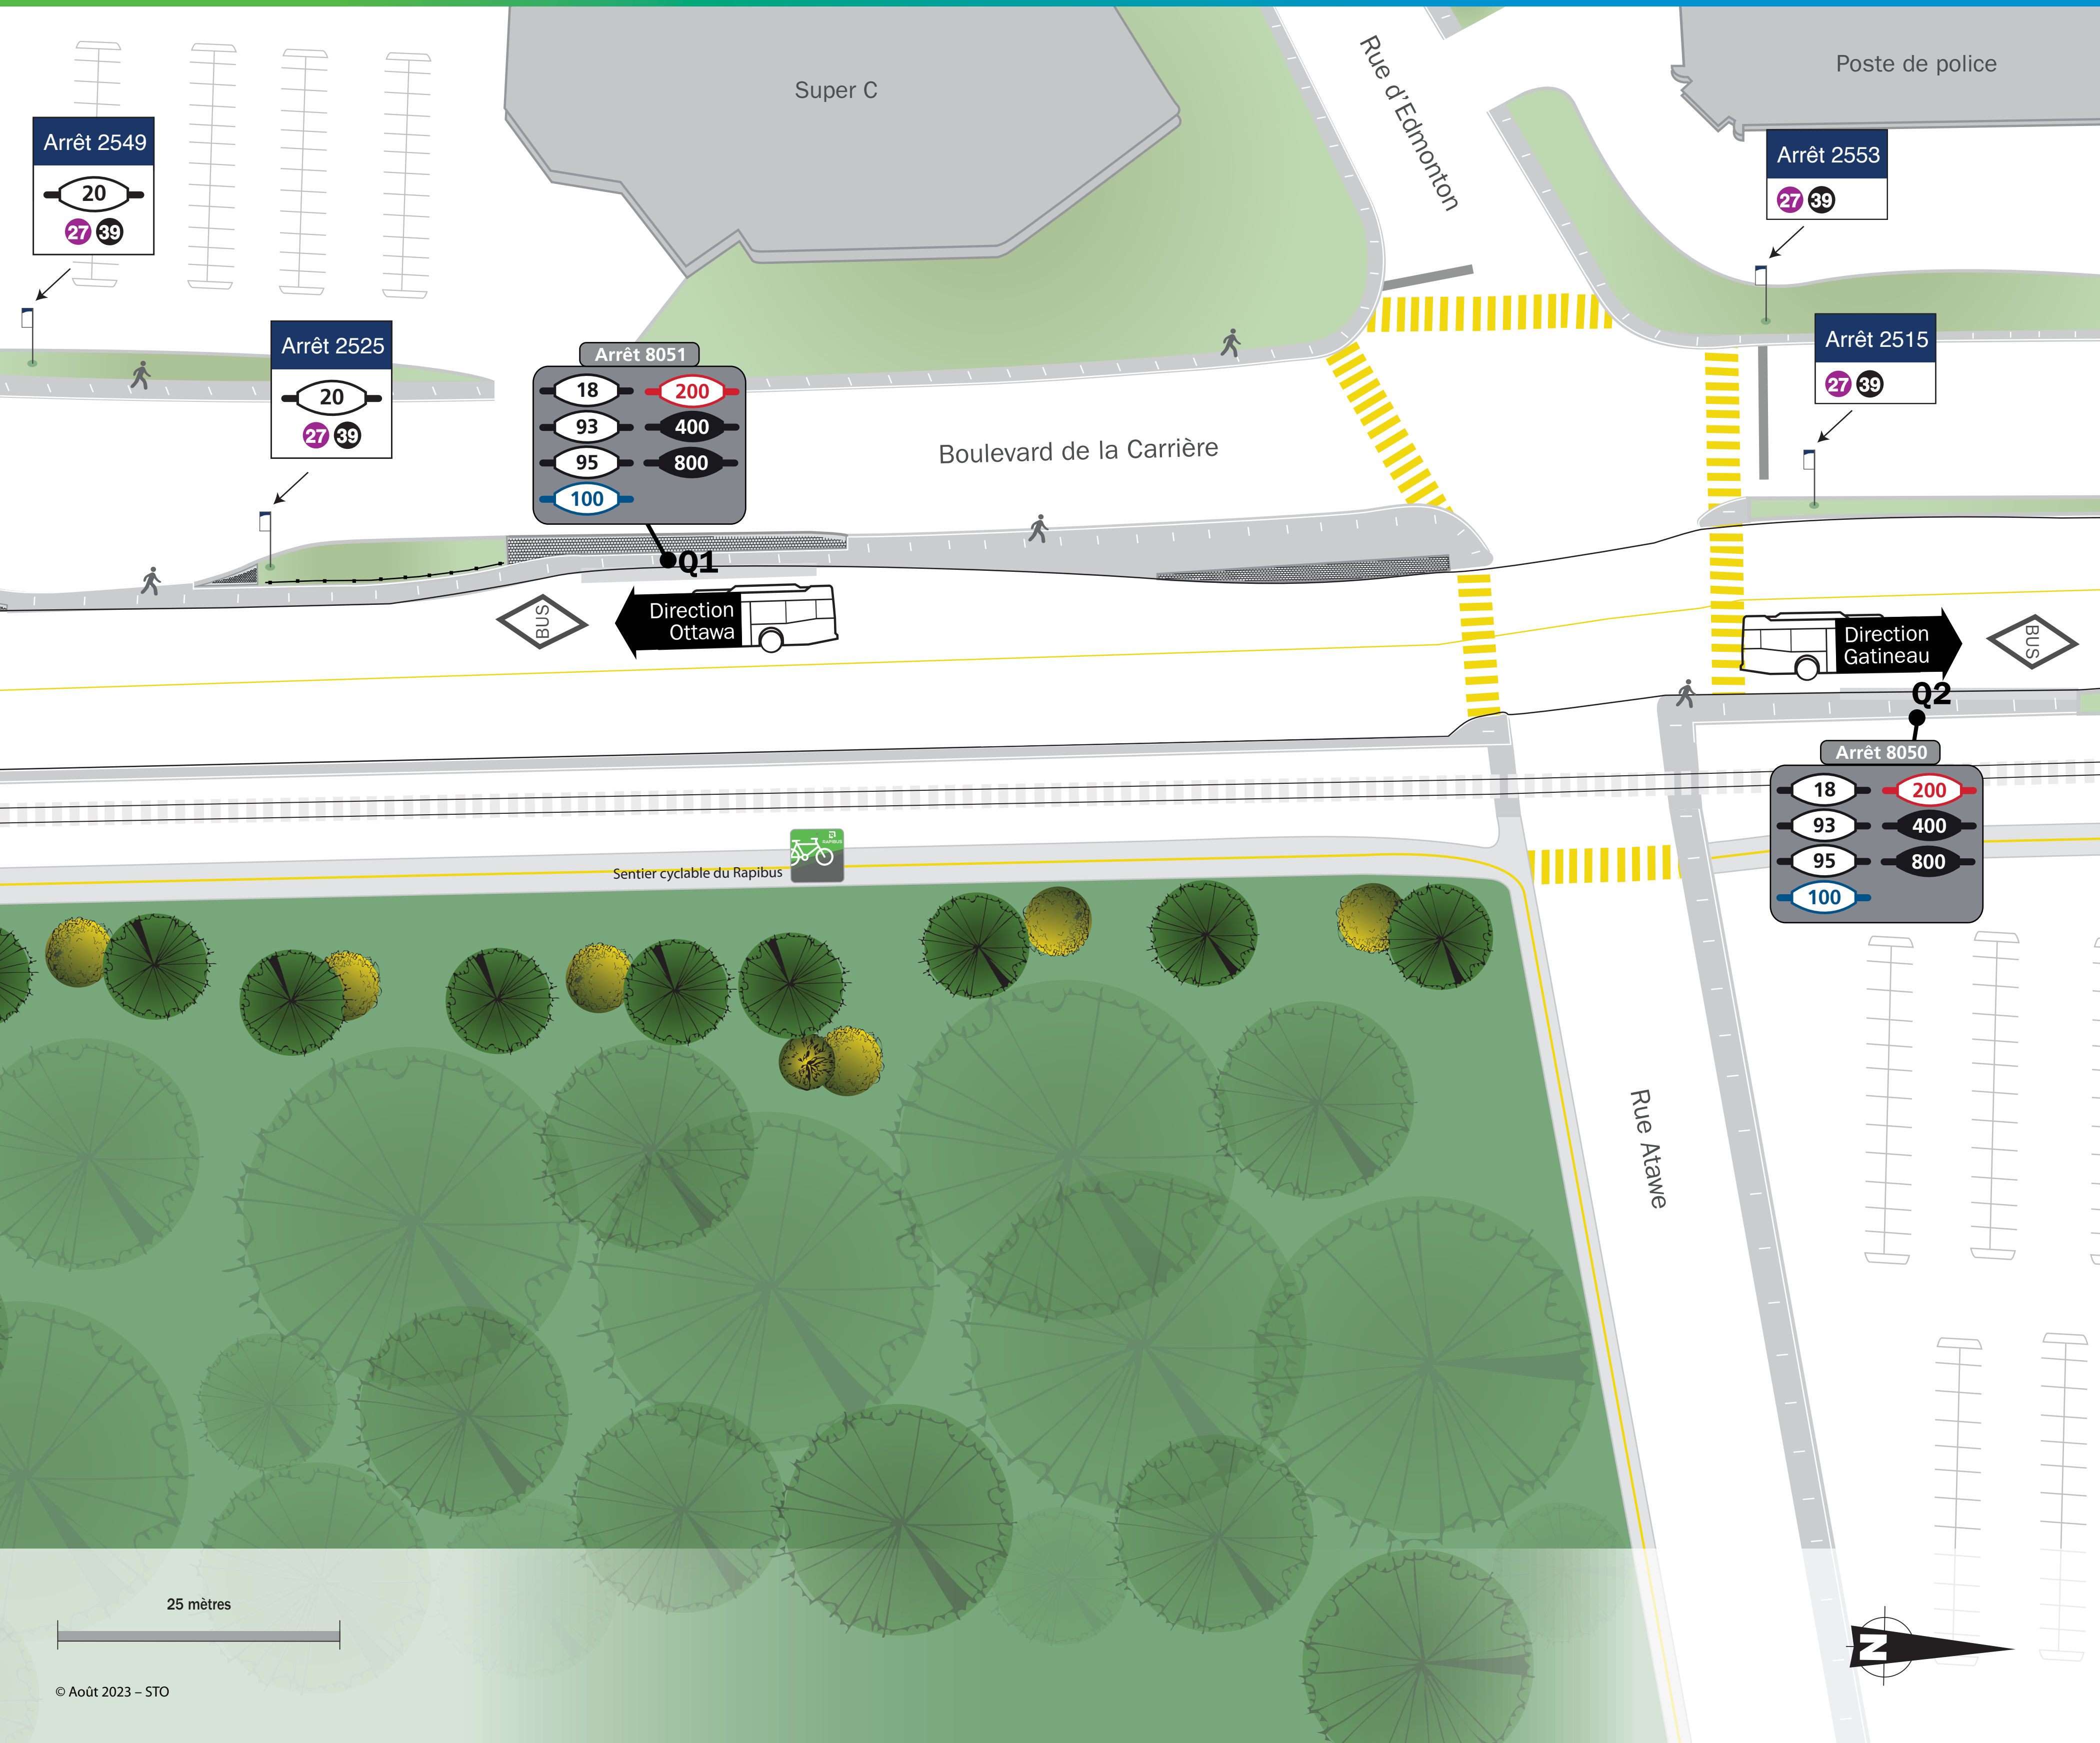 Super C
Rue d'Edmonton
Poste de police
Arrêt 2549
20
27 39
Arrêt 2553
27 39
Arrêt 2525
20
27 39
Arrêt 8051
18 200
93 400
95 800
100
Arrêt 2515
27 39
Boulevard de la Carrière
Q1
BUS
Direction
Ottawa
Direction
Gatineau
BUS
Q2
Arrêt 8050
18 200
93 400
95 800
100
RAPIBUS
Sentier cyclable du Rapibus
Rue Atawe
25 mètres
N
© Août 2023 – STO